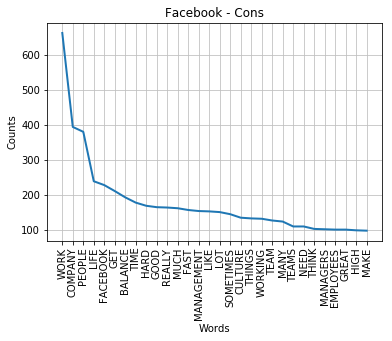 Facebook - Cons
Counts
600
500
400
300
200
100
WORK
COMPANY
PEOPLE
LIFE
FACEBOOK
GET
BALANCE
TIME
HARD
GOOD
REALLY
MUCH
FAST
MANAGEMENT
LIKE
LOT
SOMETIMES
CULTURE
THINGS
WORKING
TEAM
MANY
TEAMS
NEED
THINK
MANAGERS
EMPLOYEES
GREAT
HIGH
MAKE
Words